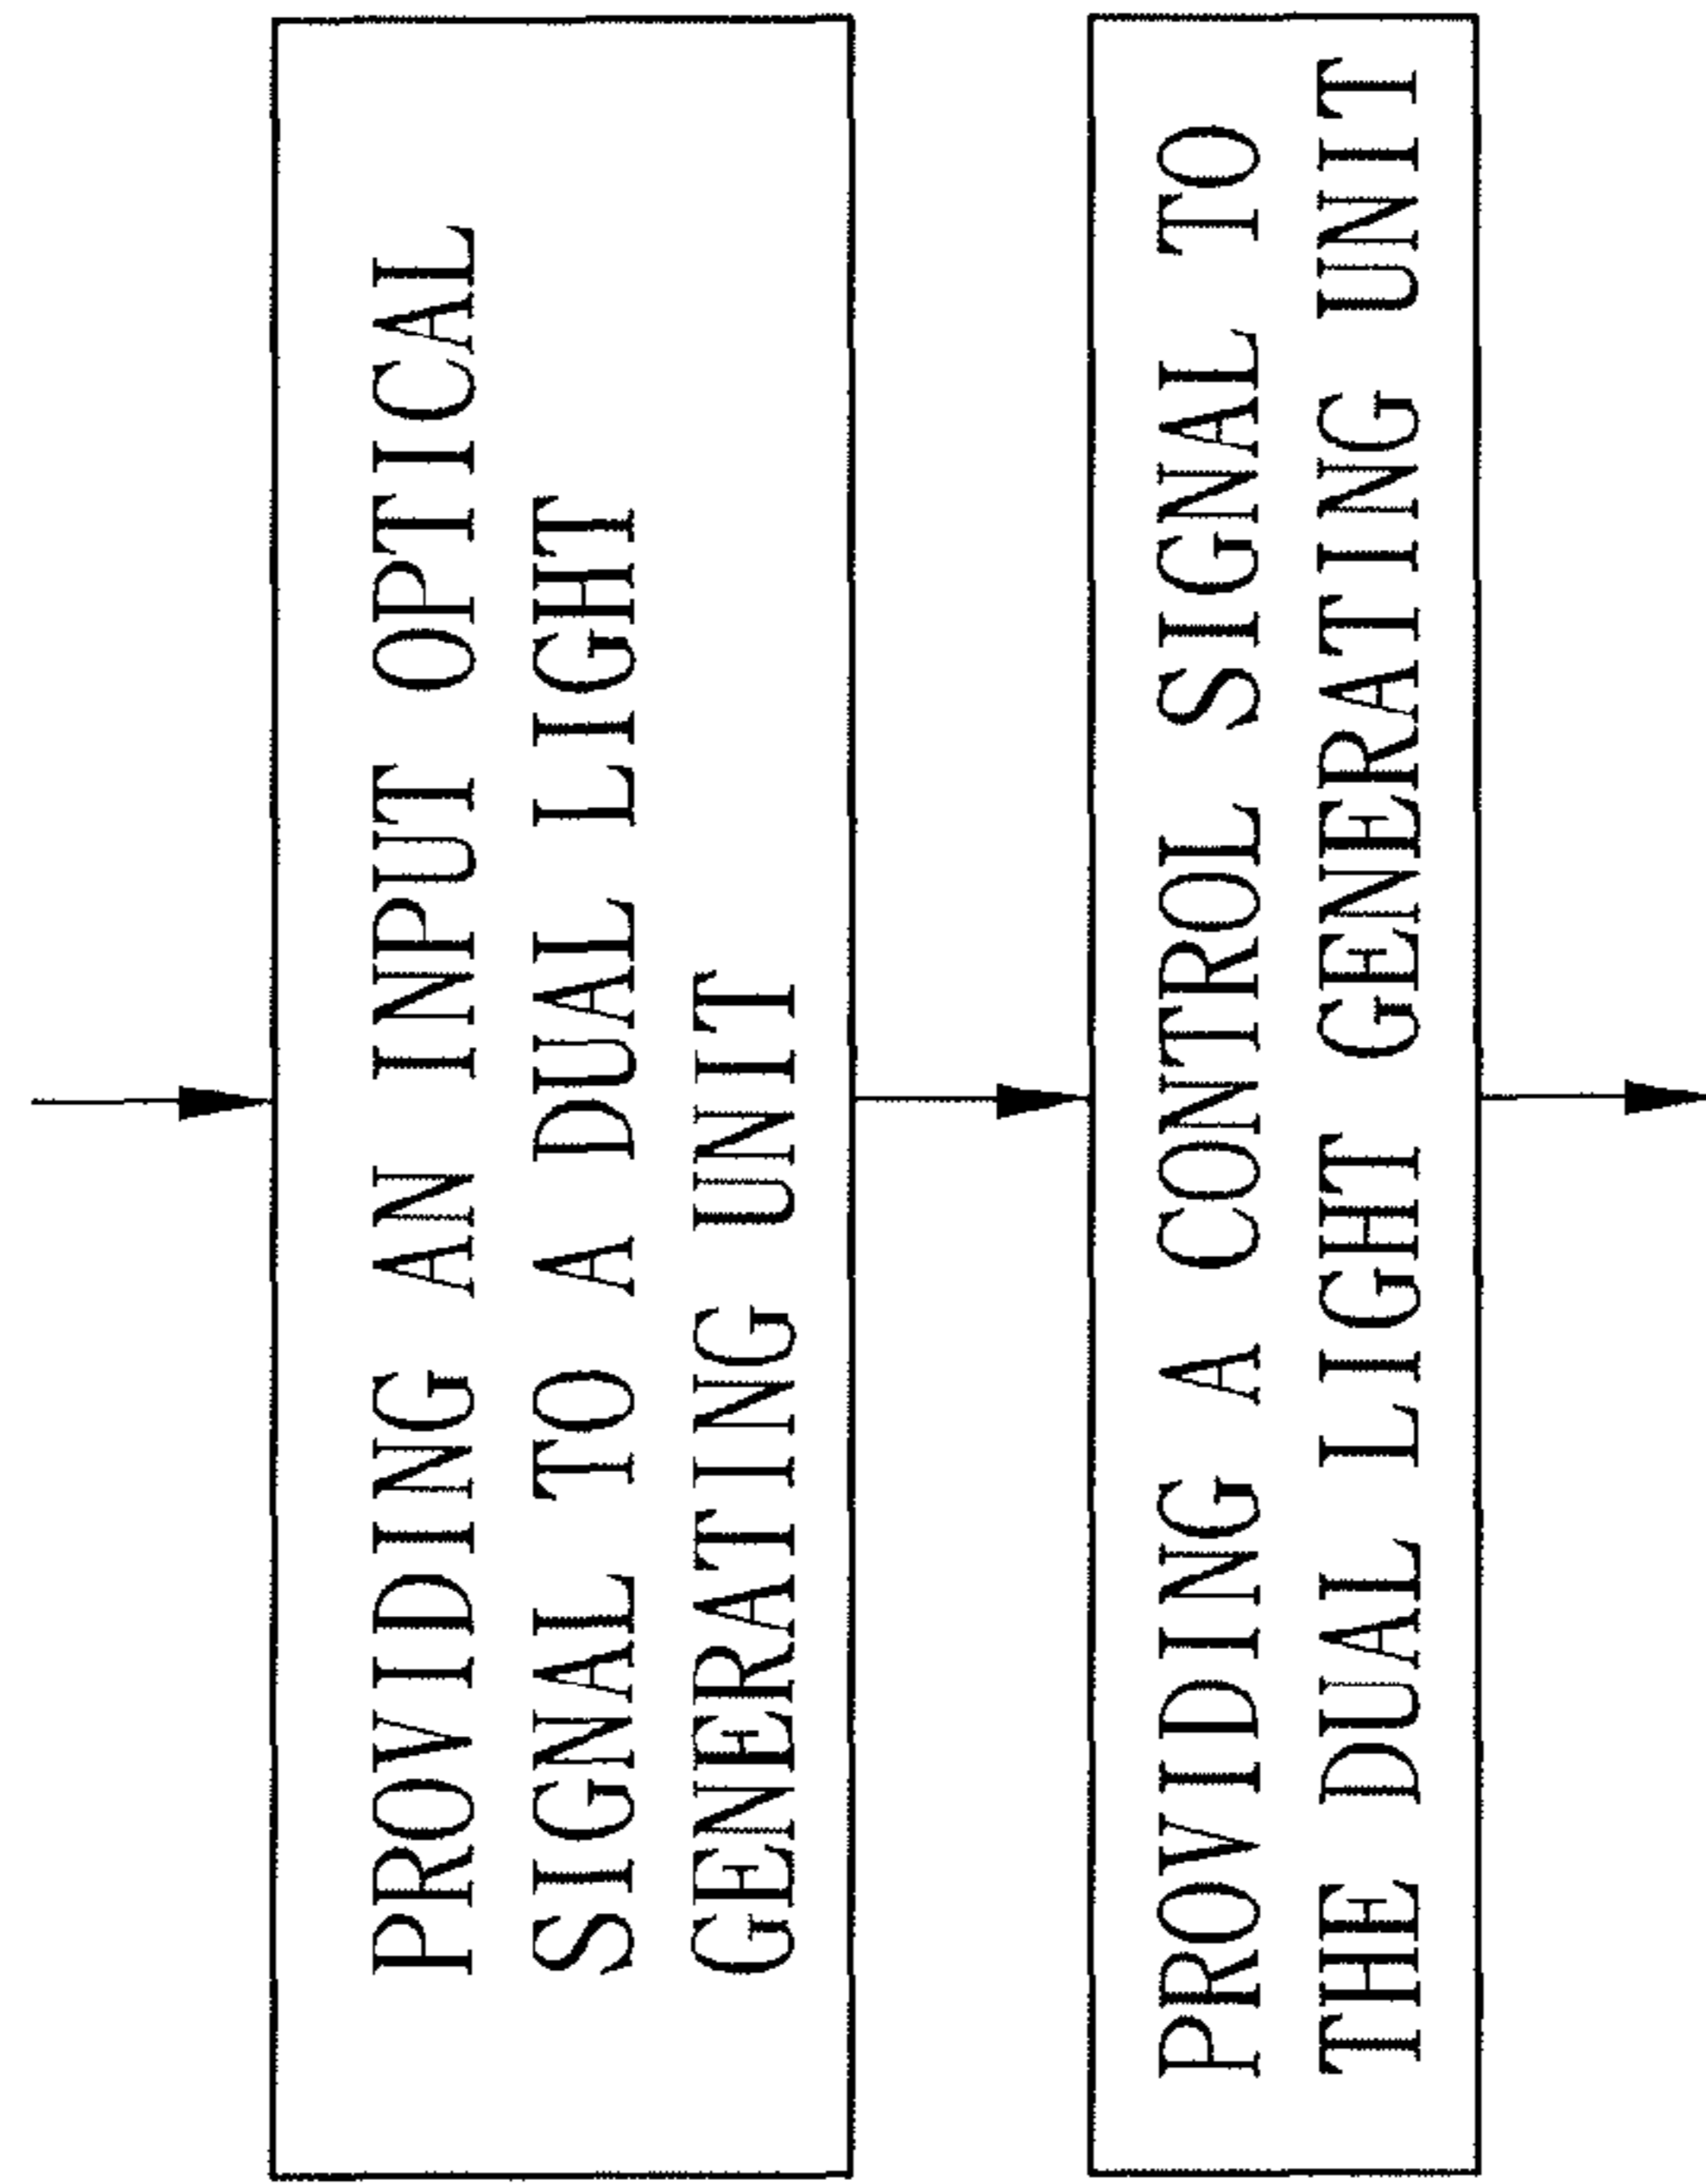 PROVIDING AN INPUT OPTICAL
SIGNAL TO A DUAL LIGHT
GENERATING UNIT
PROVIDING A CONTROL SIGNAL TO
THE DUAL LIGHT GENERATING UNIT